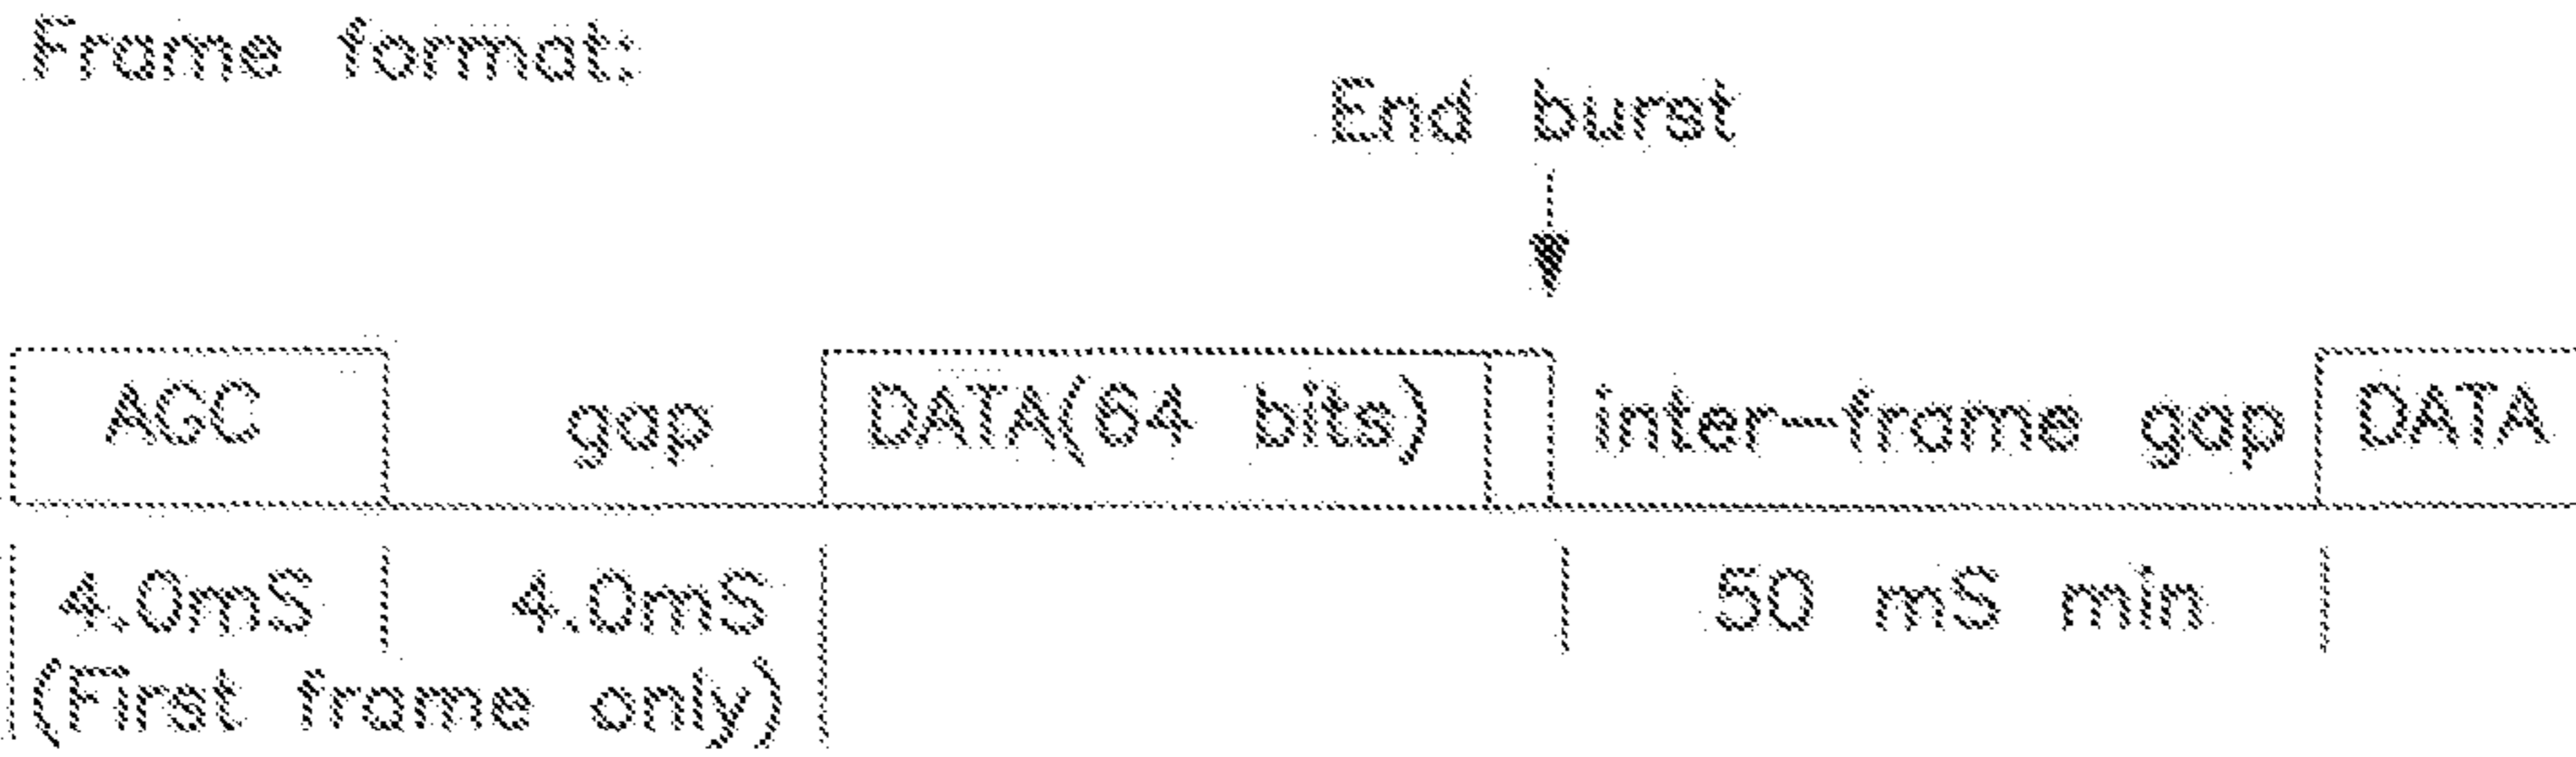 Frame format:
End burst
AGC gap DATA(64 bits) inter-frame gap DATA
4.0mS 4.0mS 50 mS min
(First frame only)